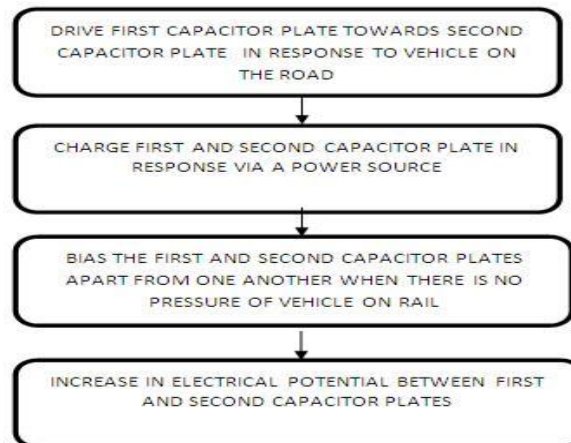 DRIVE FIRST CAPACITOR PLATE TOWARDS SECOND
CAPACITOR PLATE IN RESPONSE TO VEHICLE ON
THE ROAD
CHARGE FIRST AND SECOND CAPACITOR PLATE IN
RESPONSE VIA A POWER SOURCE
BIAS THE FIRST AND SECOND CAPACITOR PLATES
APART FROM ONE ANOTHER WHEN THERE IS NO
PRESSURE OF VEHICLE ON RAIL
INCREASE IN ELECTRICAL POTENTIAL BETWEEN FIRST
AND SECOND CAPACITOR PLATES